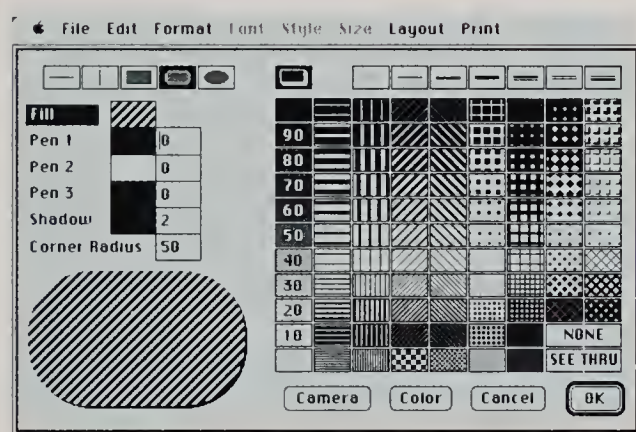 File Edit Format Font Style Size Layout Print
Fill
Pen 1 0
Pen 2 0
Pen 3 0
Shadow 2
Corner Radius 50
90
80
70
60
50
40
30
20
10 NONE
SEE THRU
Camera Color Cancel OK